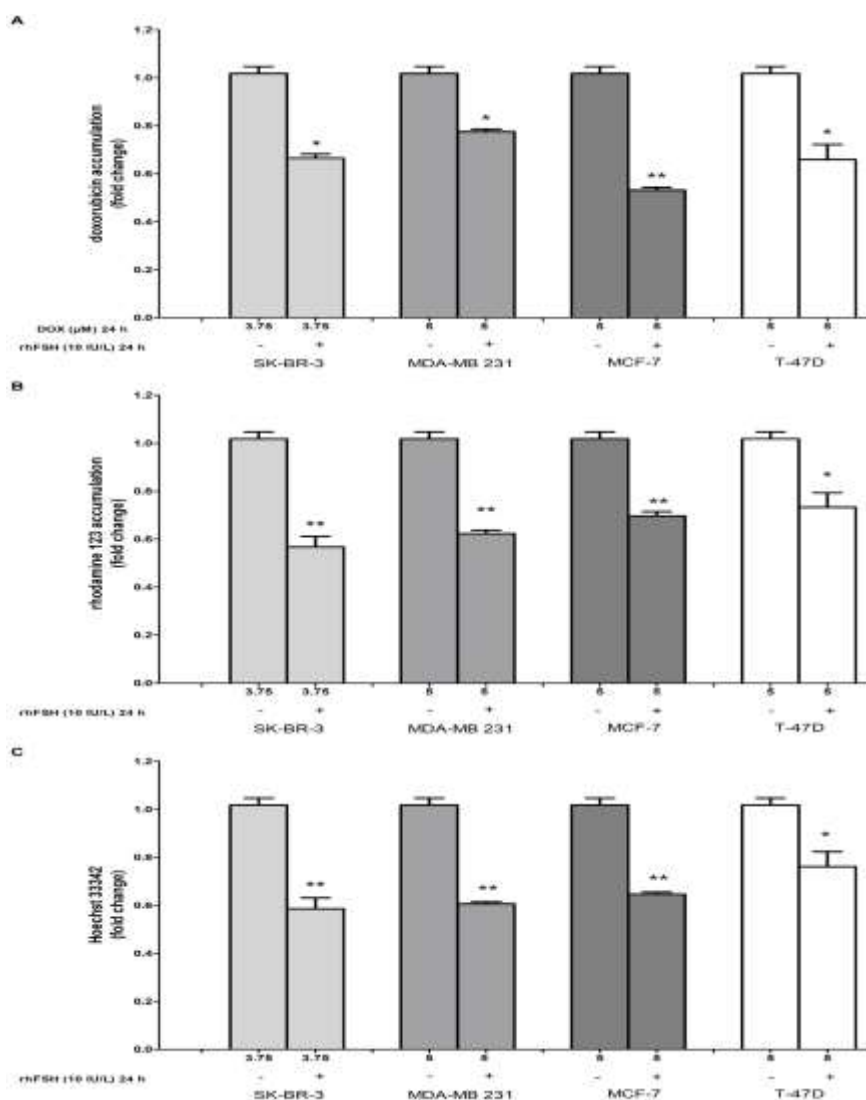 A
doxorubicin accumulation
(fold change)
1.2
1.0
0.8
0.6
0.4
0.2
0.0
* * ** *
DOX (µM) 24 h 3.75 3.75 5 5 5 5 5 5
rhFSH (10 IU/L) 24 h - + - + - + - +
SK-BR-3 MDA-MB 231 MCF-7 T-47D
B
rhodamine 123 accumulation
(fold change)
1.2
1.0
0.8
0.6
0.4
0.2
0.0
** ** ** *
3.75 3.75 5 5 5 5 5 5
rhFSH (10 IU/L) 24 h - + - + - + - +
SK-BR-3 MDA-MB 231 MCF-7 T-47D
C
Hoechst 33342
(fold change)
1.2
1.0
0.8
0.6
0.4
0.2
0.0
** ** ** *
3.75 3.75 5 5 5 5 5 5
rhFSH (10 IU/L) 24 h - + - + - + - +
SK-BR-3 MDA-MB 231 MCF-7 T-47D